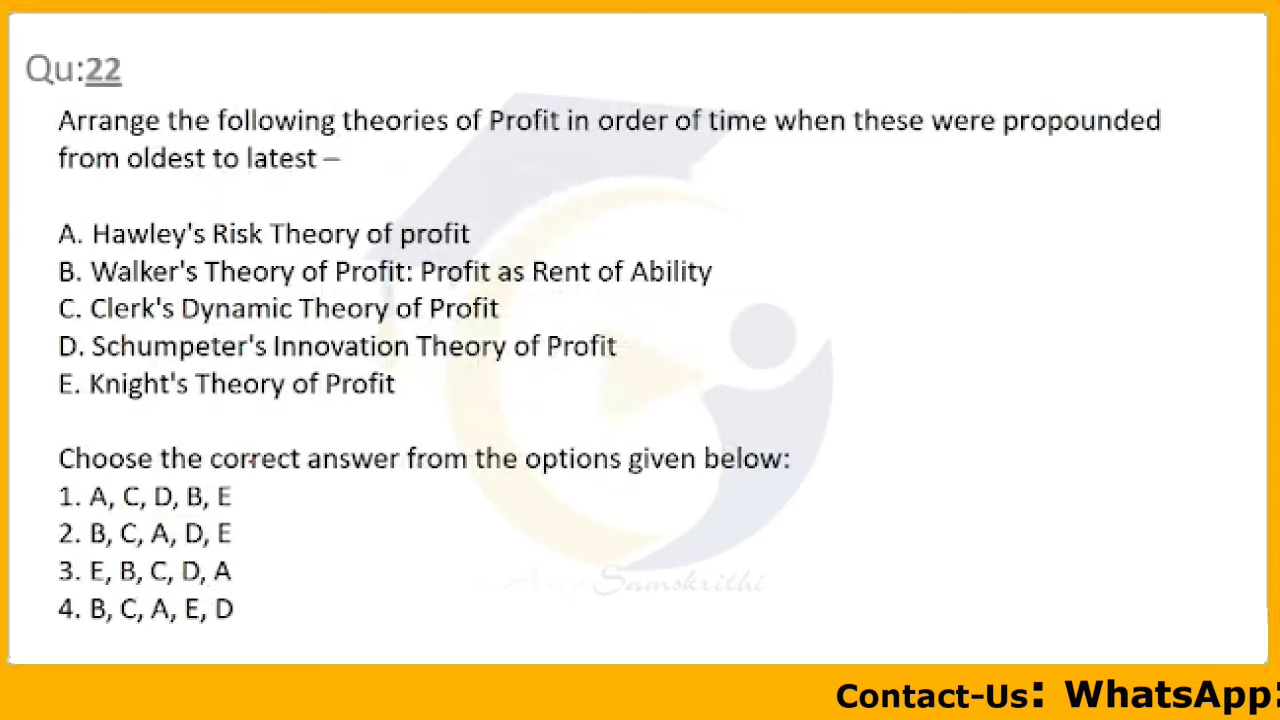 Qu:22
Arrange the following theories of Profit in order of time when these were propounded
from oldest to latest –
A. Hawley's Risk Theory of profit
B. Walker's Theory of Profit: Profit as Rent of Ability
C. Clerk's Dynamic Theory of Profit
D. Schumpeter's Innovation Theory of Profit
E. Knight's Theory of Profit
Choose the correct answer from the options given below:
1. A, C, D, B, E
2. B, C, A, D, E
3. E, B, C, D, A
4. B, C, A, E, D
Samskrithi
Contact-Us: WhatsApp: